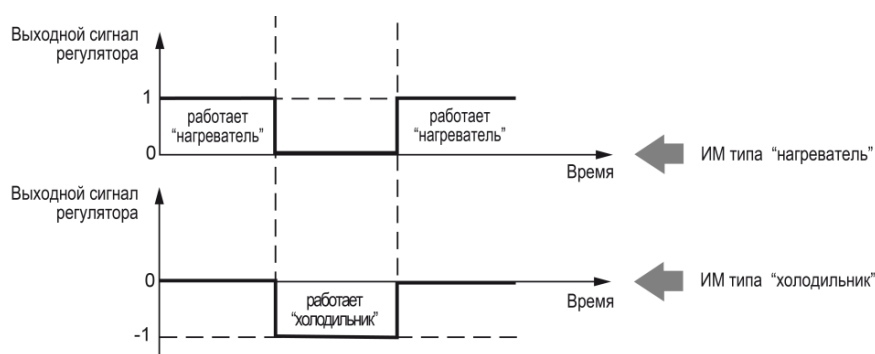 Выходной сигнал
регулятора
1
работает
“нагреватель”
работает
“нагреватель”
0
Время
ИМ типа “нагреватель”
Выходной сигнал
регулятора
0
Время
ИМ типа “холодильник”
работает
“холодильник”
-1